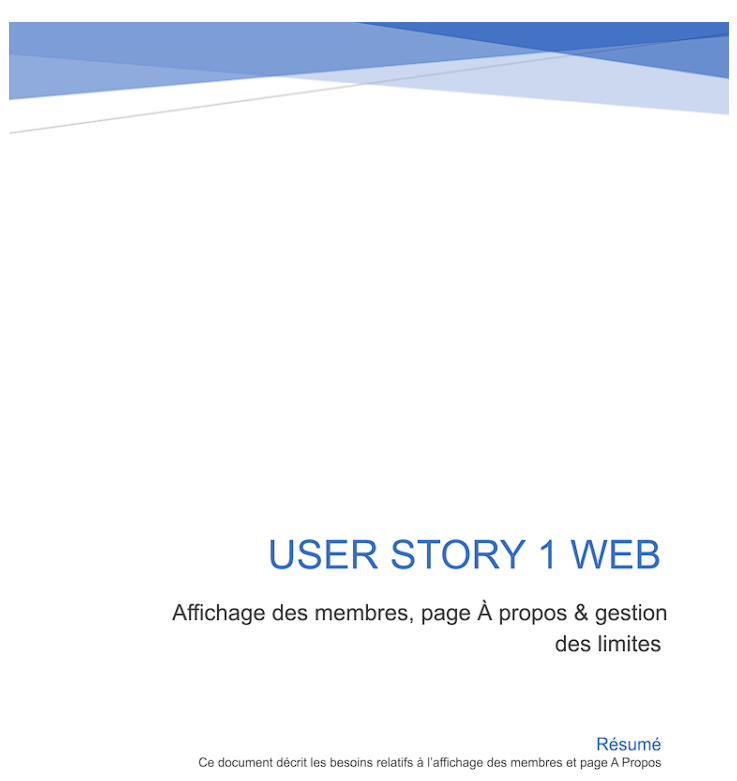 USER STORY 1 WEB
Affichage des membres, page À propos & gestion
des limites
Résumé
Ce document décrit les besoins relatifs à l’affichage des membres et page A Propos